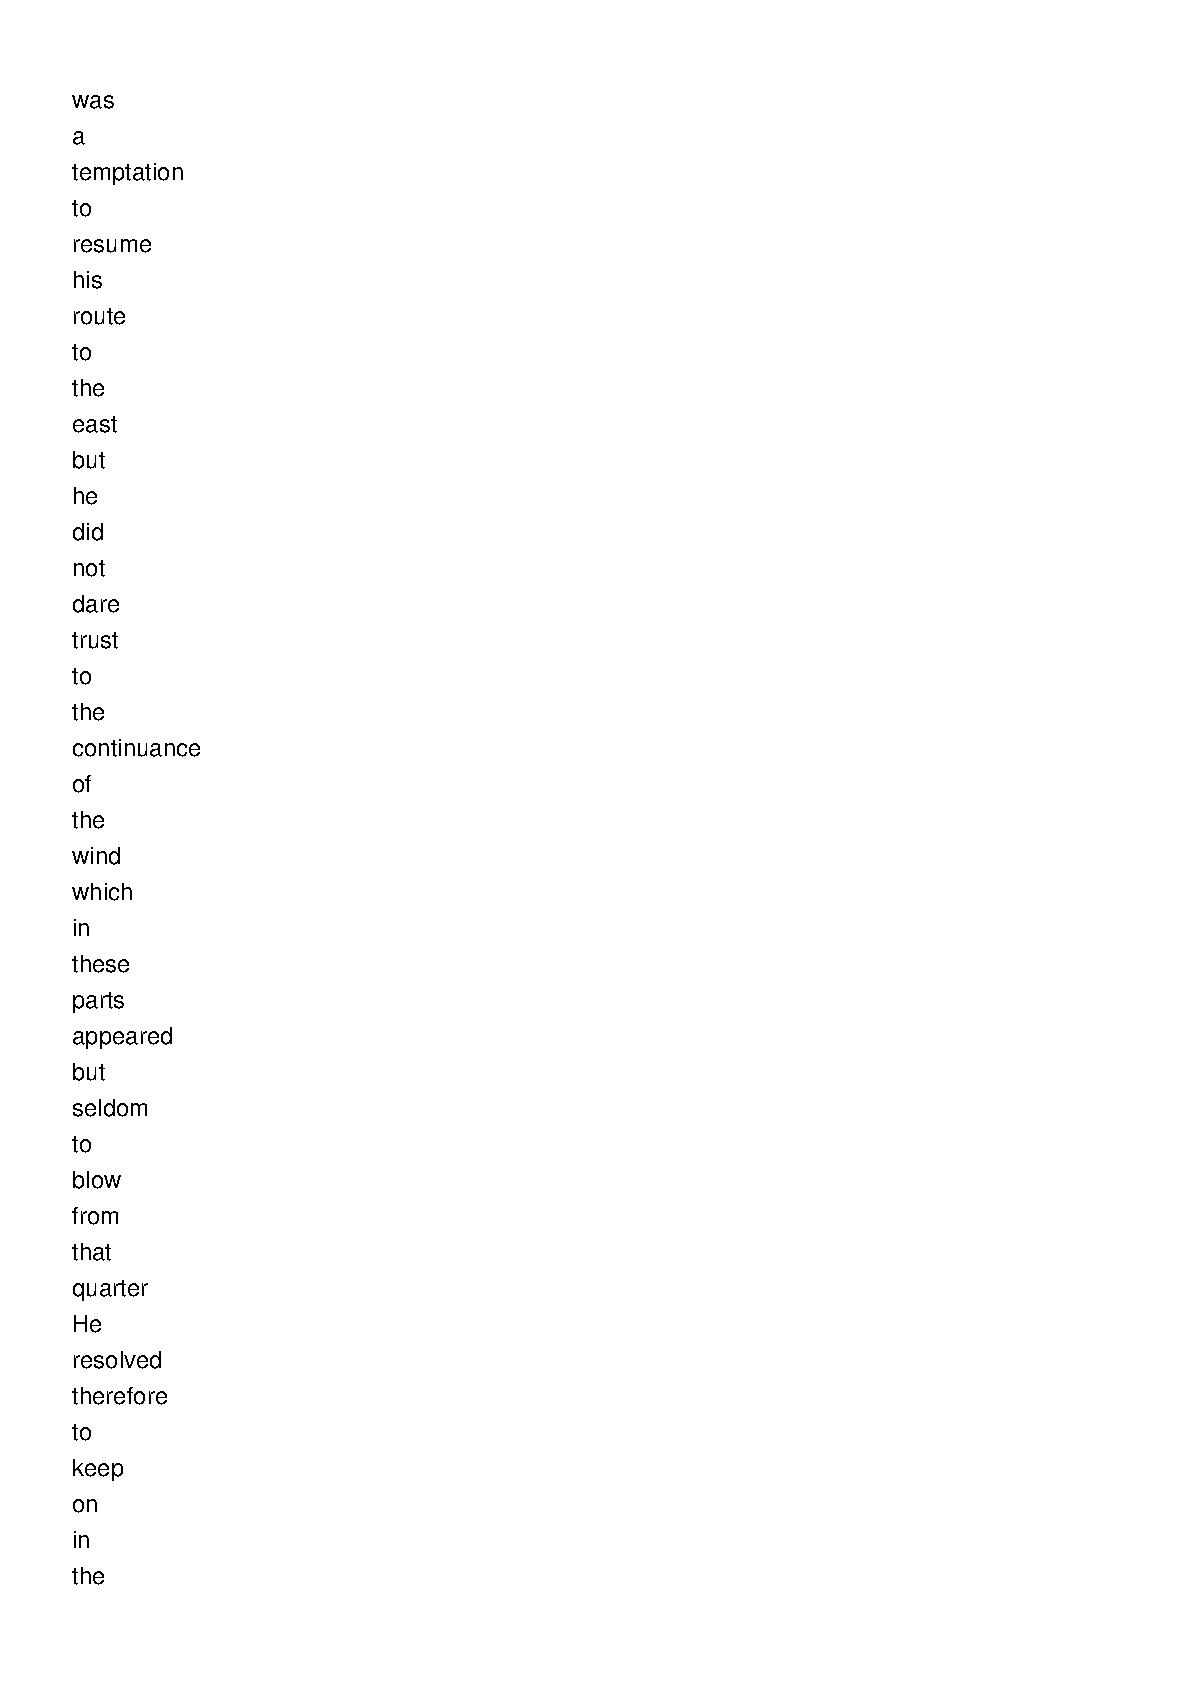 was
a
temptation
to
resume
his
route
to
the
east
but
he
did
not
dare
trust
to
the
continuance
of
the
wind
which
in
these
parts
appeared
but
seldom
to
blow
from
that
quarter
He
resolved
therefore
to
keep
on
in
the